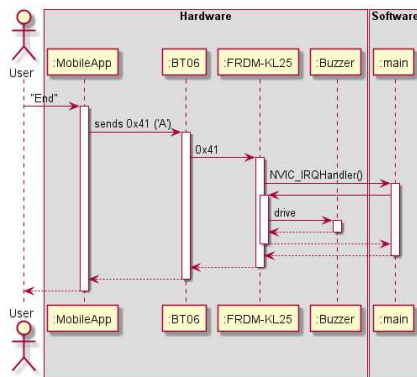 Hardware
Software
User
:MobileApp
:BT06
:FRDM-KL25
:Buzzer
:main
"End"
sends 0x41 ('A')
0x41
NVIC_IRQHandler()
drive
User
:MobileApp
:BT06
:FRDM-KL25
:Buzzer
:main